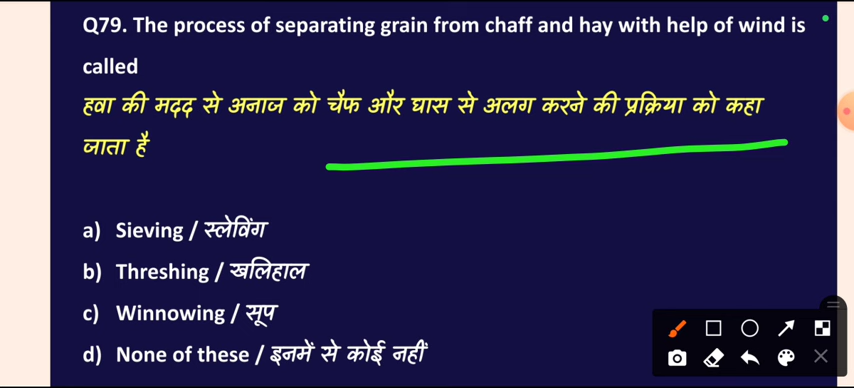 Q79. The process of separating grain from chaff and hay with help of wind is
called
हवा की मदद से अनाज को चैफ और घास से अलग करने की प्रक्रिया को कहा
जाता है
a) Sieving / स्लेविंग
b) Threshing / खलिहाल
c) Winnowing / सूप
d) None of these / इनमें से कोई नहीं